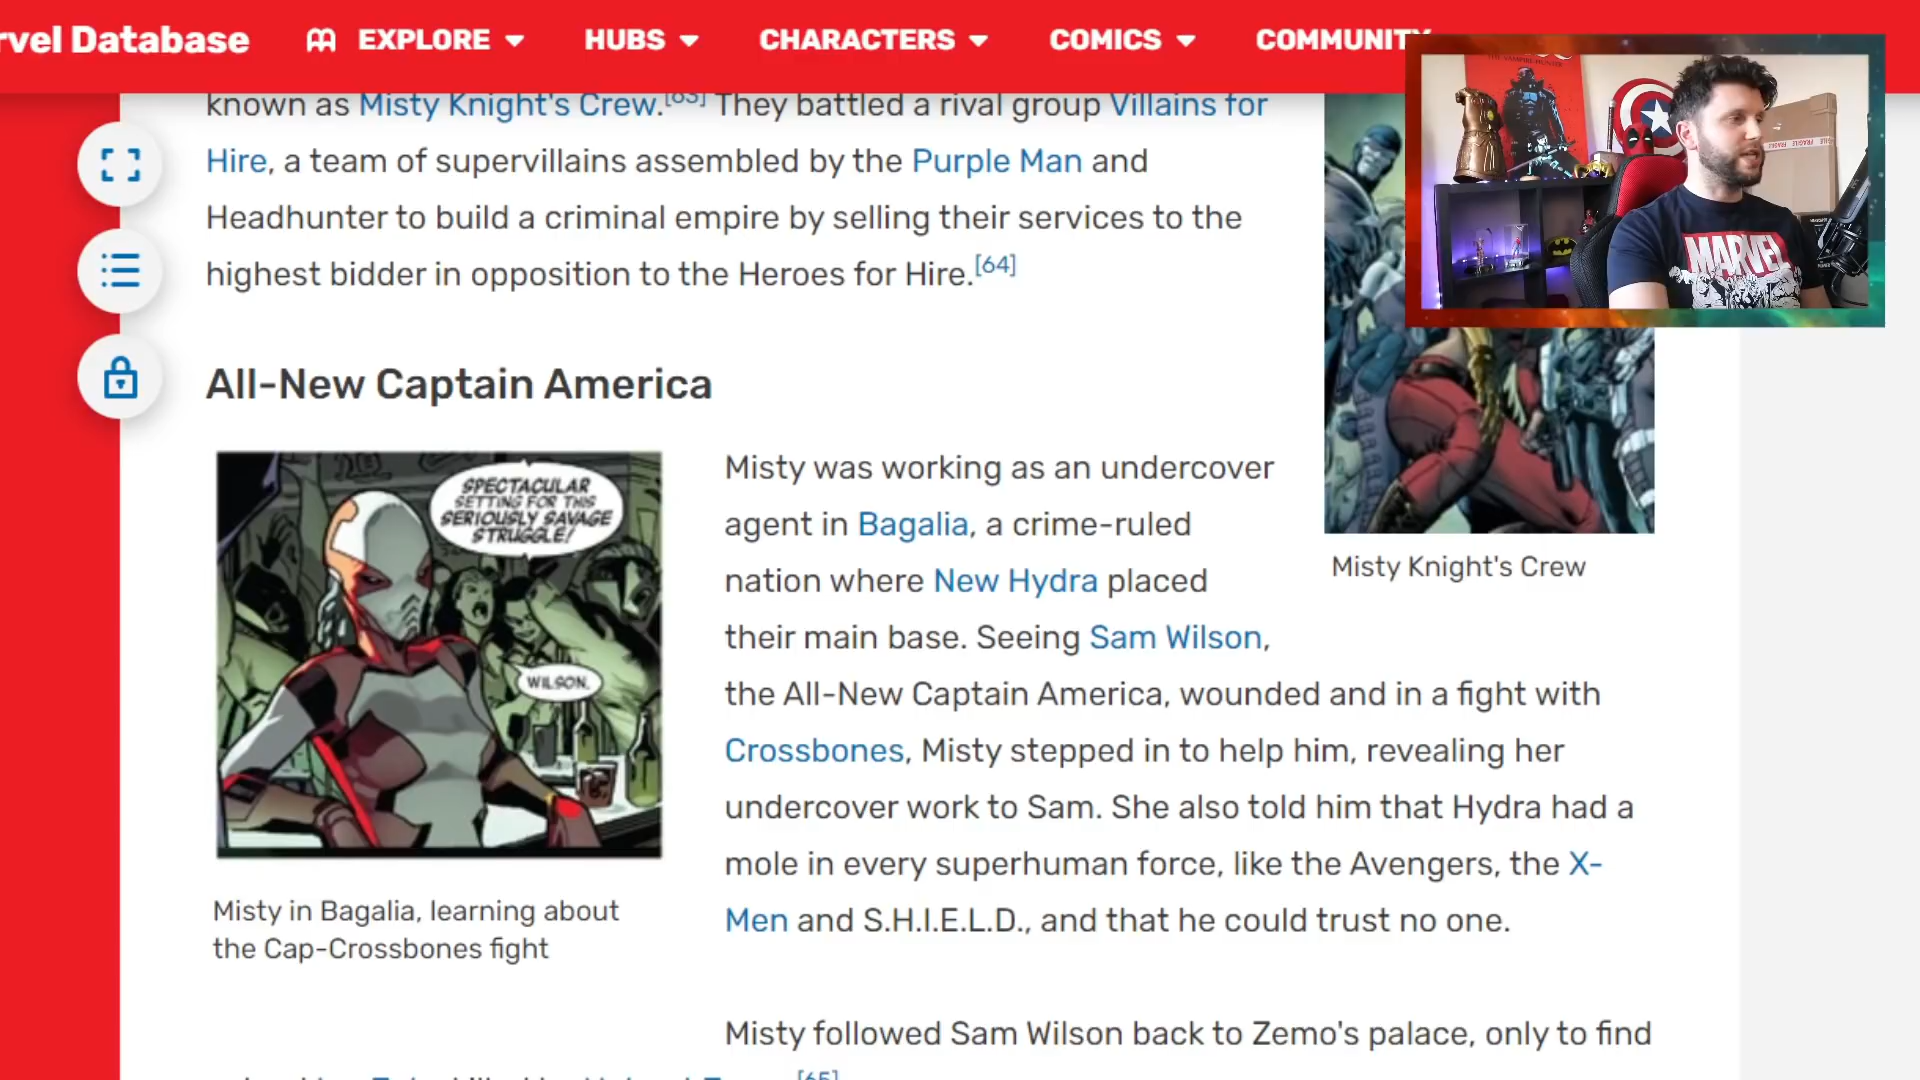 rvel Database
EXPLORE
HUBS
CHARACTERS
COMICS
COMMUNITY
known as Misty Knight's Crew.[63] They battled a rival group Villains for
Hire, a team of supervillains assembled by the Purple Man and
Headhunter to build a criminal empire by selling their services to the
highest bidder in opposition to the Heroes for Hire.[64]
MARVEL
All-New Captain America
SPECTACULAR
SETTING FOR THIS
SERIOUSLY SAVAGE
STRUGGLE!
WILSON.
Misty in Bagalia, learning about
the Cap-Crossbones fight
Misty was working as an undercover
agent in Bagalia, a crime-ruled
nation where New Hydra placed
their main base. Seeing Sam Wilson,
the All-New Captain America, wounded and in a fight with
Crossbones, Misty stepped in to help him, revealing her
undercover work to Sam. She also told him that Hydra had a
mole in every superhuman force, like the Avengers, the X-
Men and S.H.I.E.L.D., and that he could trust no one.
Misty Knight's Crew
Misty followed Sam Wilson back to Zemo's palace, only to find
[65]